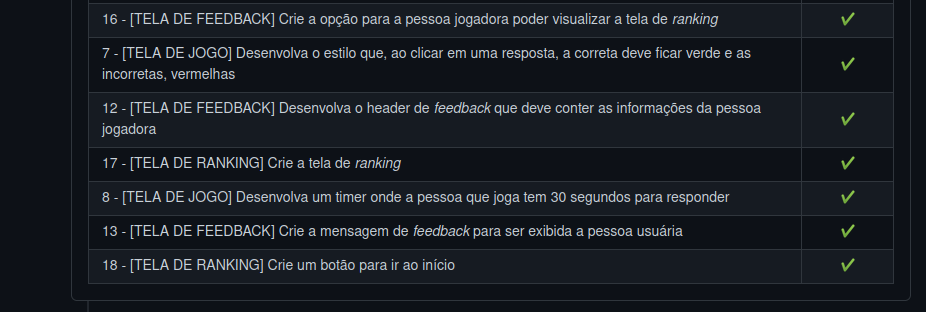 16 - [TELA DE FEEDBACK] Crie a opção para a pessoa jogadora poder visualizar a tela de ranking
7 - [TELA DE JOGO] Desenvolva o estilo que, ao clicar em uma resposta, a correta deve ficar verde e as
incorretas, vermelhas
12 - [TELA DE FEEDBACK] Desenvolva o header de feedback que deve conter as informações da pessoa
jogadora
17 - [TELA DE RANKING] Crie a tela de ranking
8 - [TELA DE JOGO] Desenvolva um timer onde a pessoa que joga tem 30 segundos para responder
13 - [TELA DE FEEDBACK] Crie a mensagem de feedback para ser exibida a pessoa usuária
18 - [TELA DE RANKING] Crie um botão para ir ao início